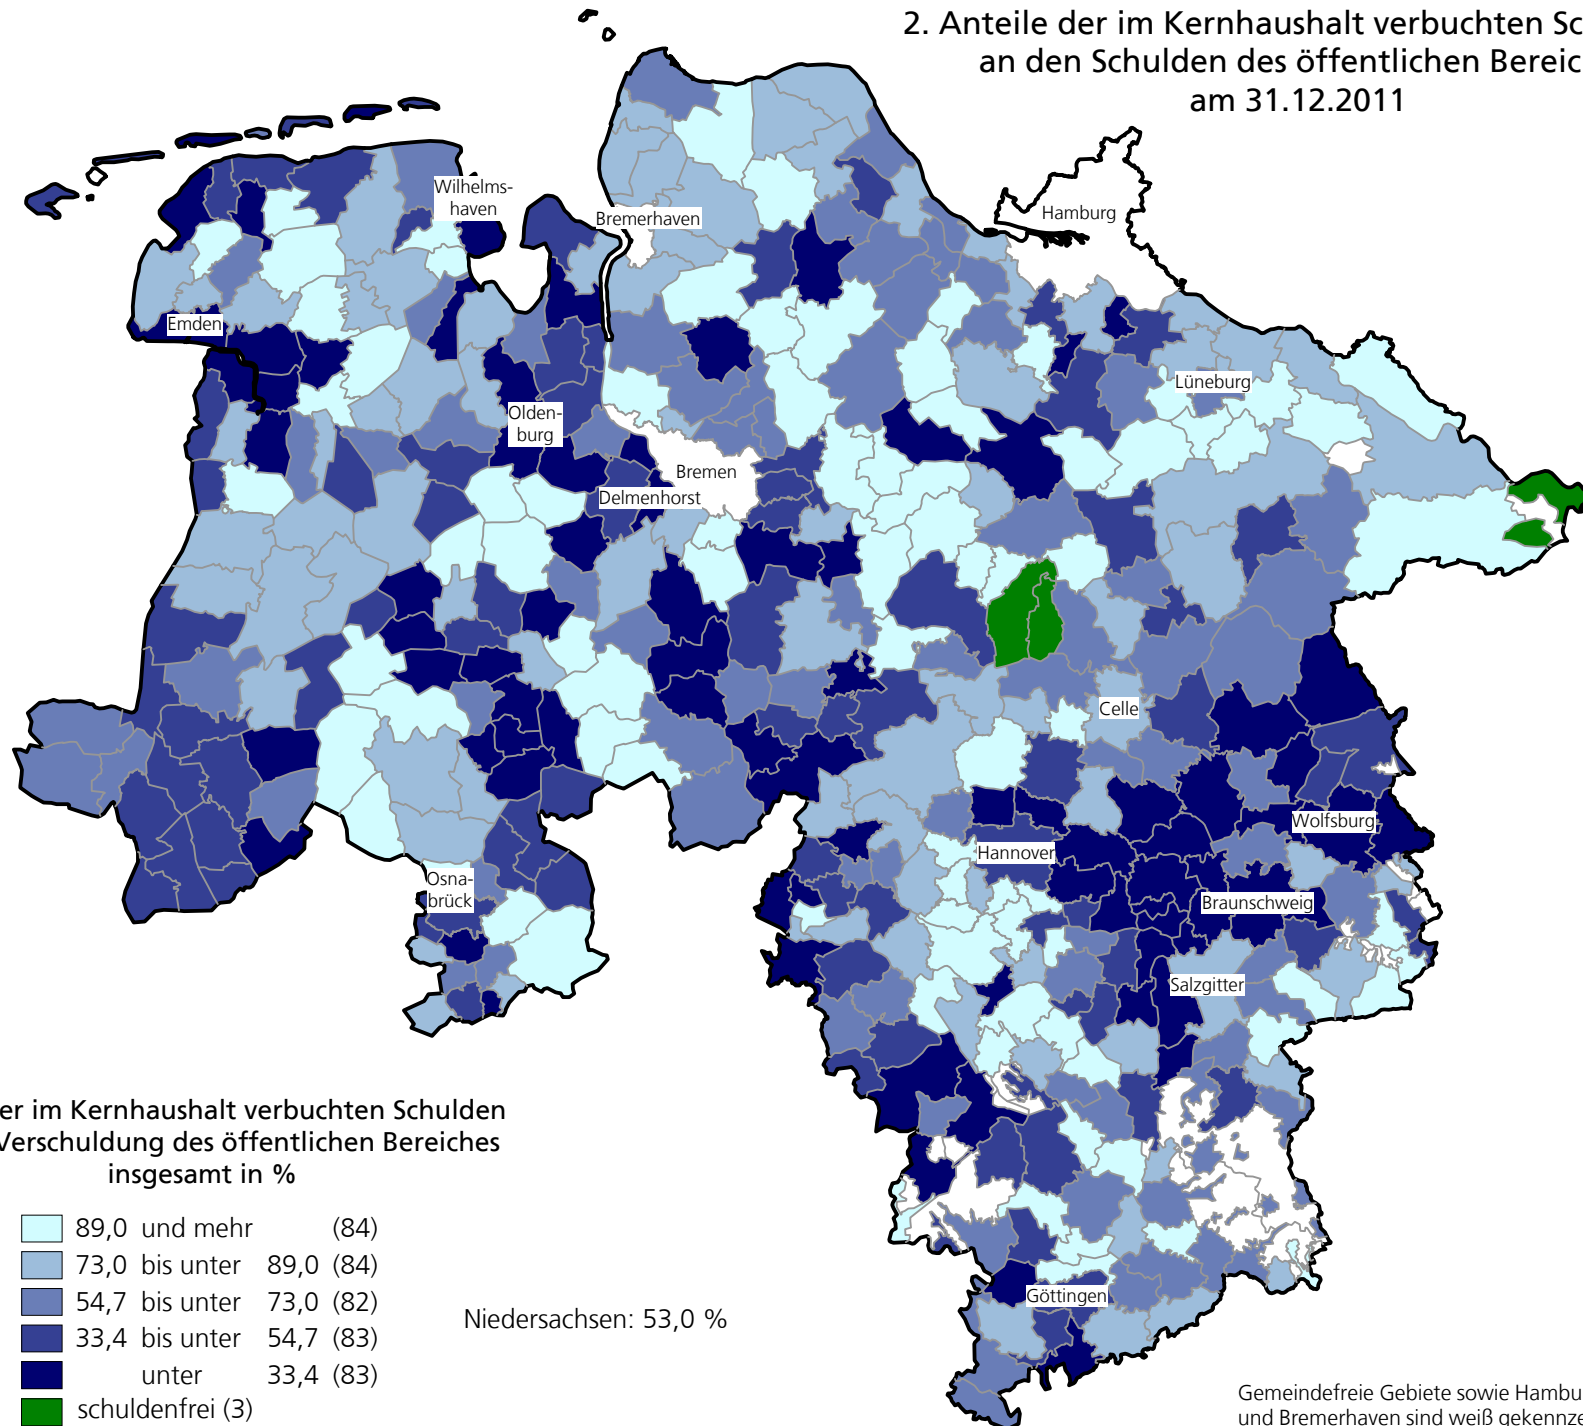 2. Anteile der im Kernhaushalt verbuchten
an den Schulden des öffentlichen
am 31.12.2011
Hamburg
Wilhelms-
haven
Bremerhaven
Emden
Lüneburg
Olden-
burg
Bremen
Delmenhorst
Celle
Wolfsburg
Hannover
Osna-
brück
Braunschweig
Salzgitter
Göttingen
er im Kernhaushalt verbuchten Schulden
Verschuldung des öffentlichen Bereiches
insgesamt in %
89,0 und mehr (84)
73,0 bis unter 89,0 (84)
54,7 bis unter 73,0 (82)
33,4 bis unter 54,7 (83)
unter 33,4 (83)
schuldenfrei (3)
Niedersachsen: 53,0 %
Gemeindefreie Gebiete sowie
und Bremerhaven sind weiß